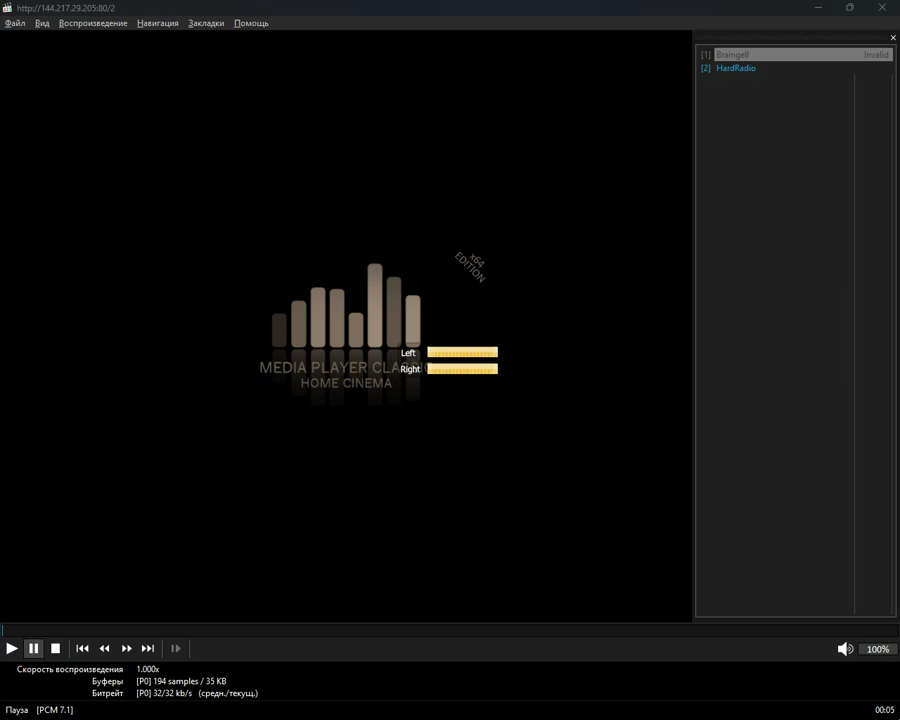 http://144.217.29.205:80/2
Файл Вид Воспроизведение Навигация Закладки Помощь
[1] Braingell Invalid
[2] HardRadio
x64
EDITION
Left
MEDIA PLAYER CLASSIC
Right
HOME CINEMA
100%
Скорость воспроизведения 1.000x
Буферы [P0] 194 samples / 35 KB
Битрейт [P0] 32/32 kb/s (средн./текущ.)
Пауза [PCM 7.1] 00:05